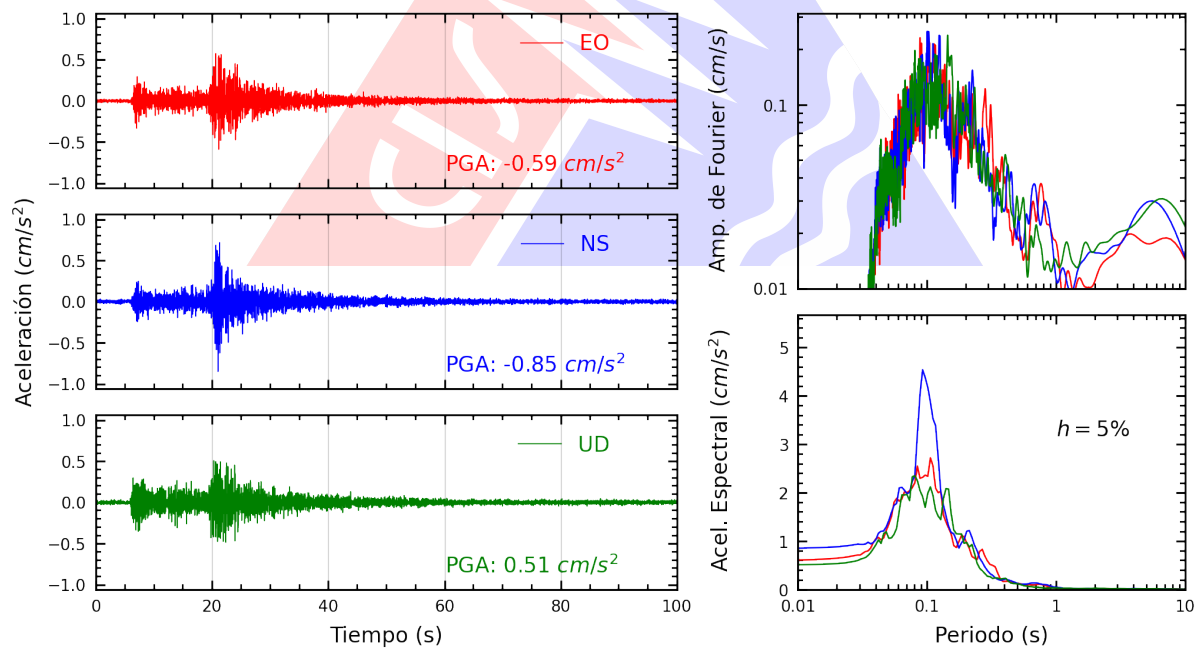 Aceleración (cm/s²)
1.0
0.5
0.0
−0.5
−1.0
EO
PGA: -0.59 cm/s²
1.0
0.5
0.0
−0.5
−1.0
NS
PGA: -0.85 cm/s²
1.0
0.5
0.0
−0.5
−1.0
UD
PGA: 0.51 cm/s²
0 20 40 60 80 100
Tiempo (s)
Amp. de Fourier (cm/s)
0.1
0.01
Acel. Espectral (cm/s²)
5
4
3
2
1
0
h = 5%
0.01 0.1 1 10
Periodo (s)